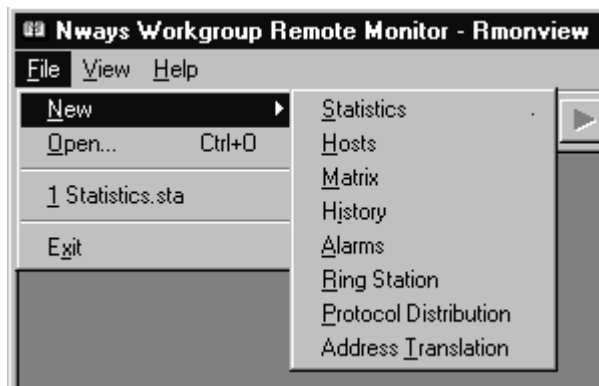 Nways Workgroup Remote Monitor - Rmonview
File View Help
New
Open... Ctrl+O
1 Statistics.sta
Exit
Statistics
Hosts
Matrix
History
Alarms
Ring Station
Protocol Distribution
Address Translation